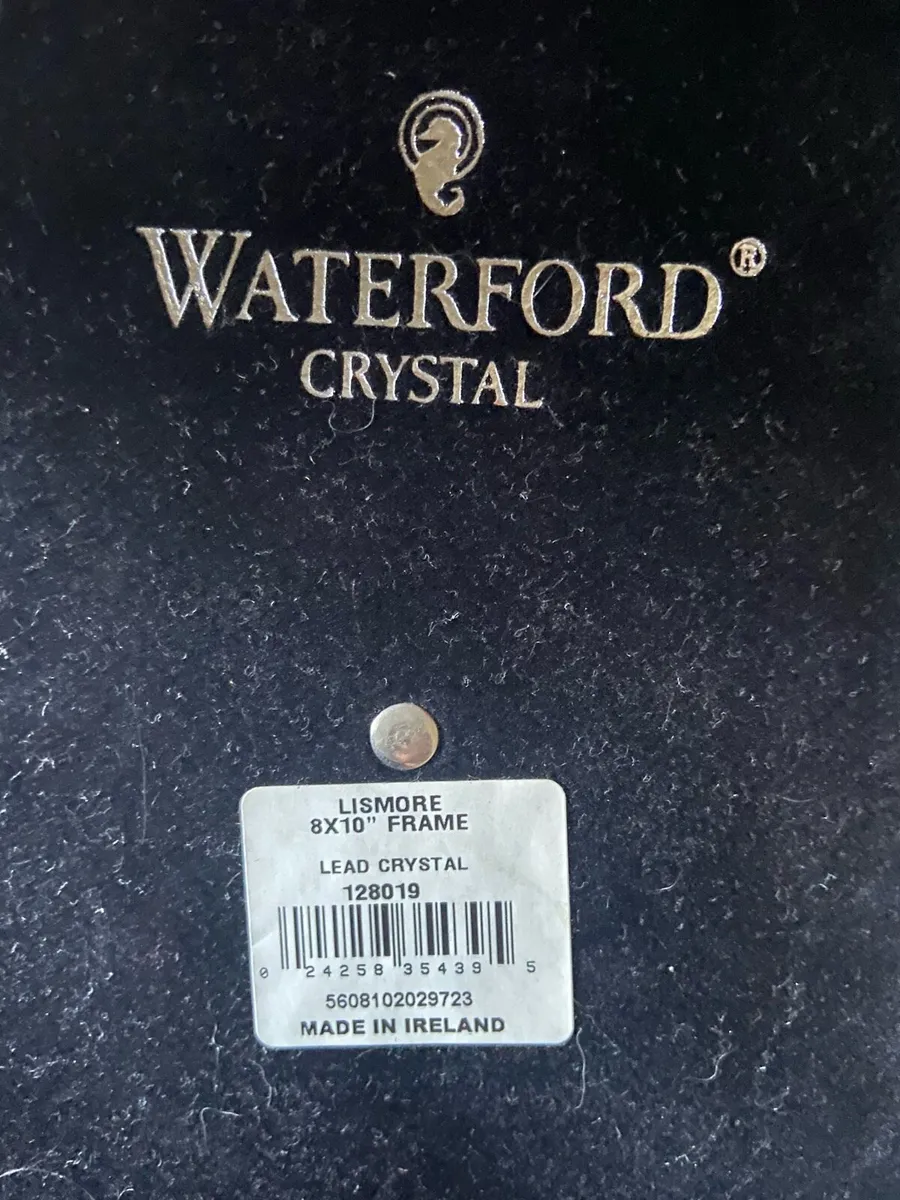 WATERFORD®
CRYSTAL
LISMORE
8X10” FRAME
LEAD CRYSTAL
128019
0 24258 35439 5
5608102029723
MADE IN IRELAND